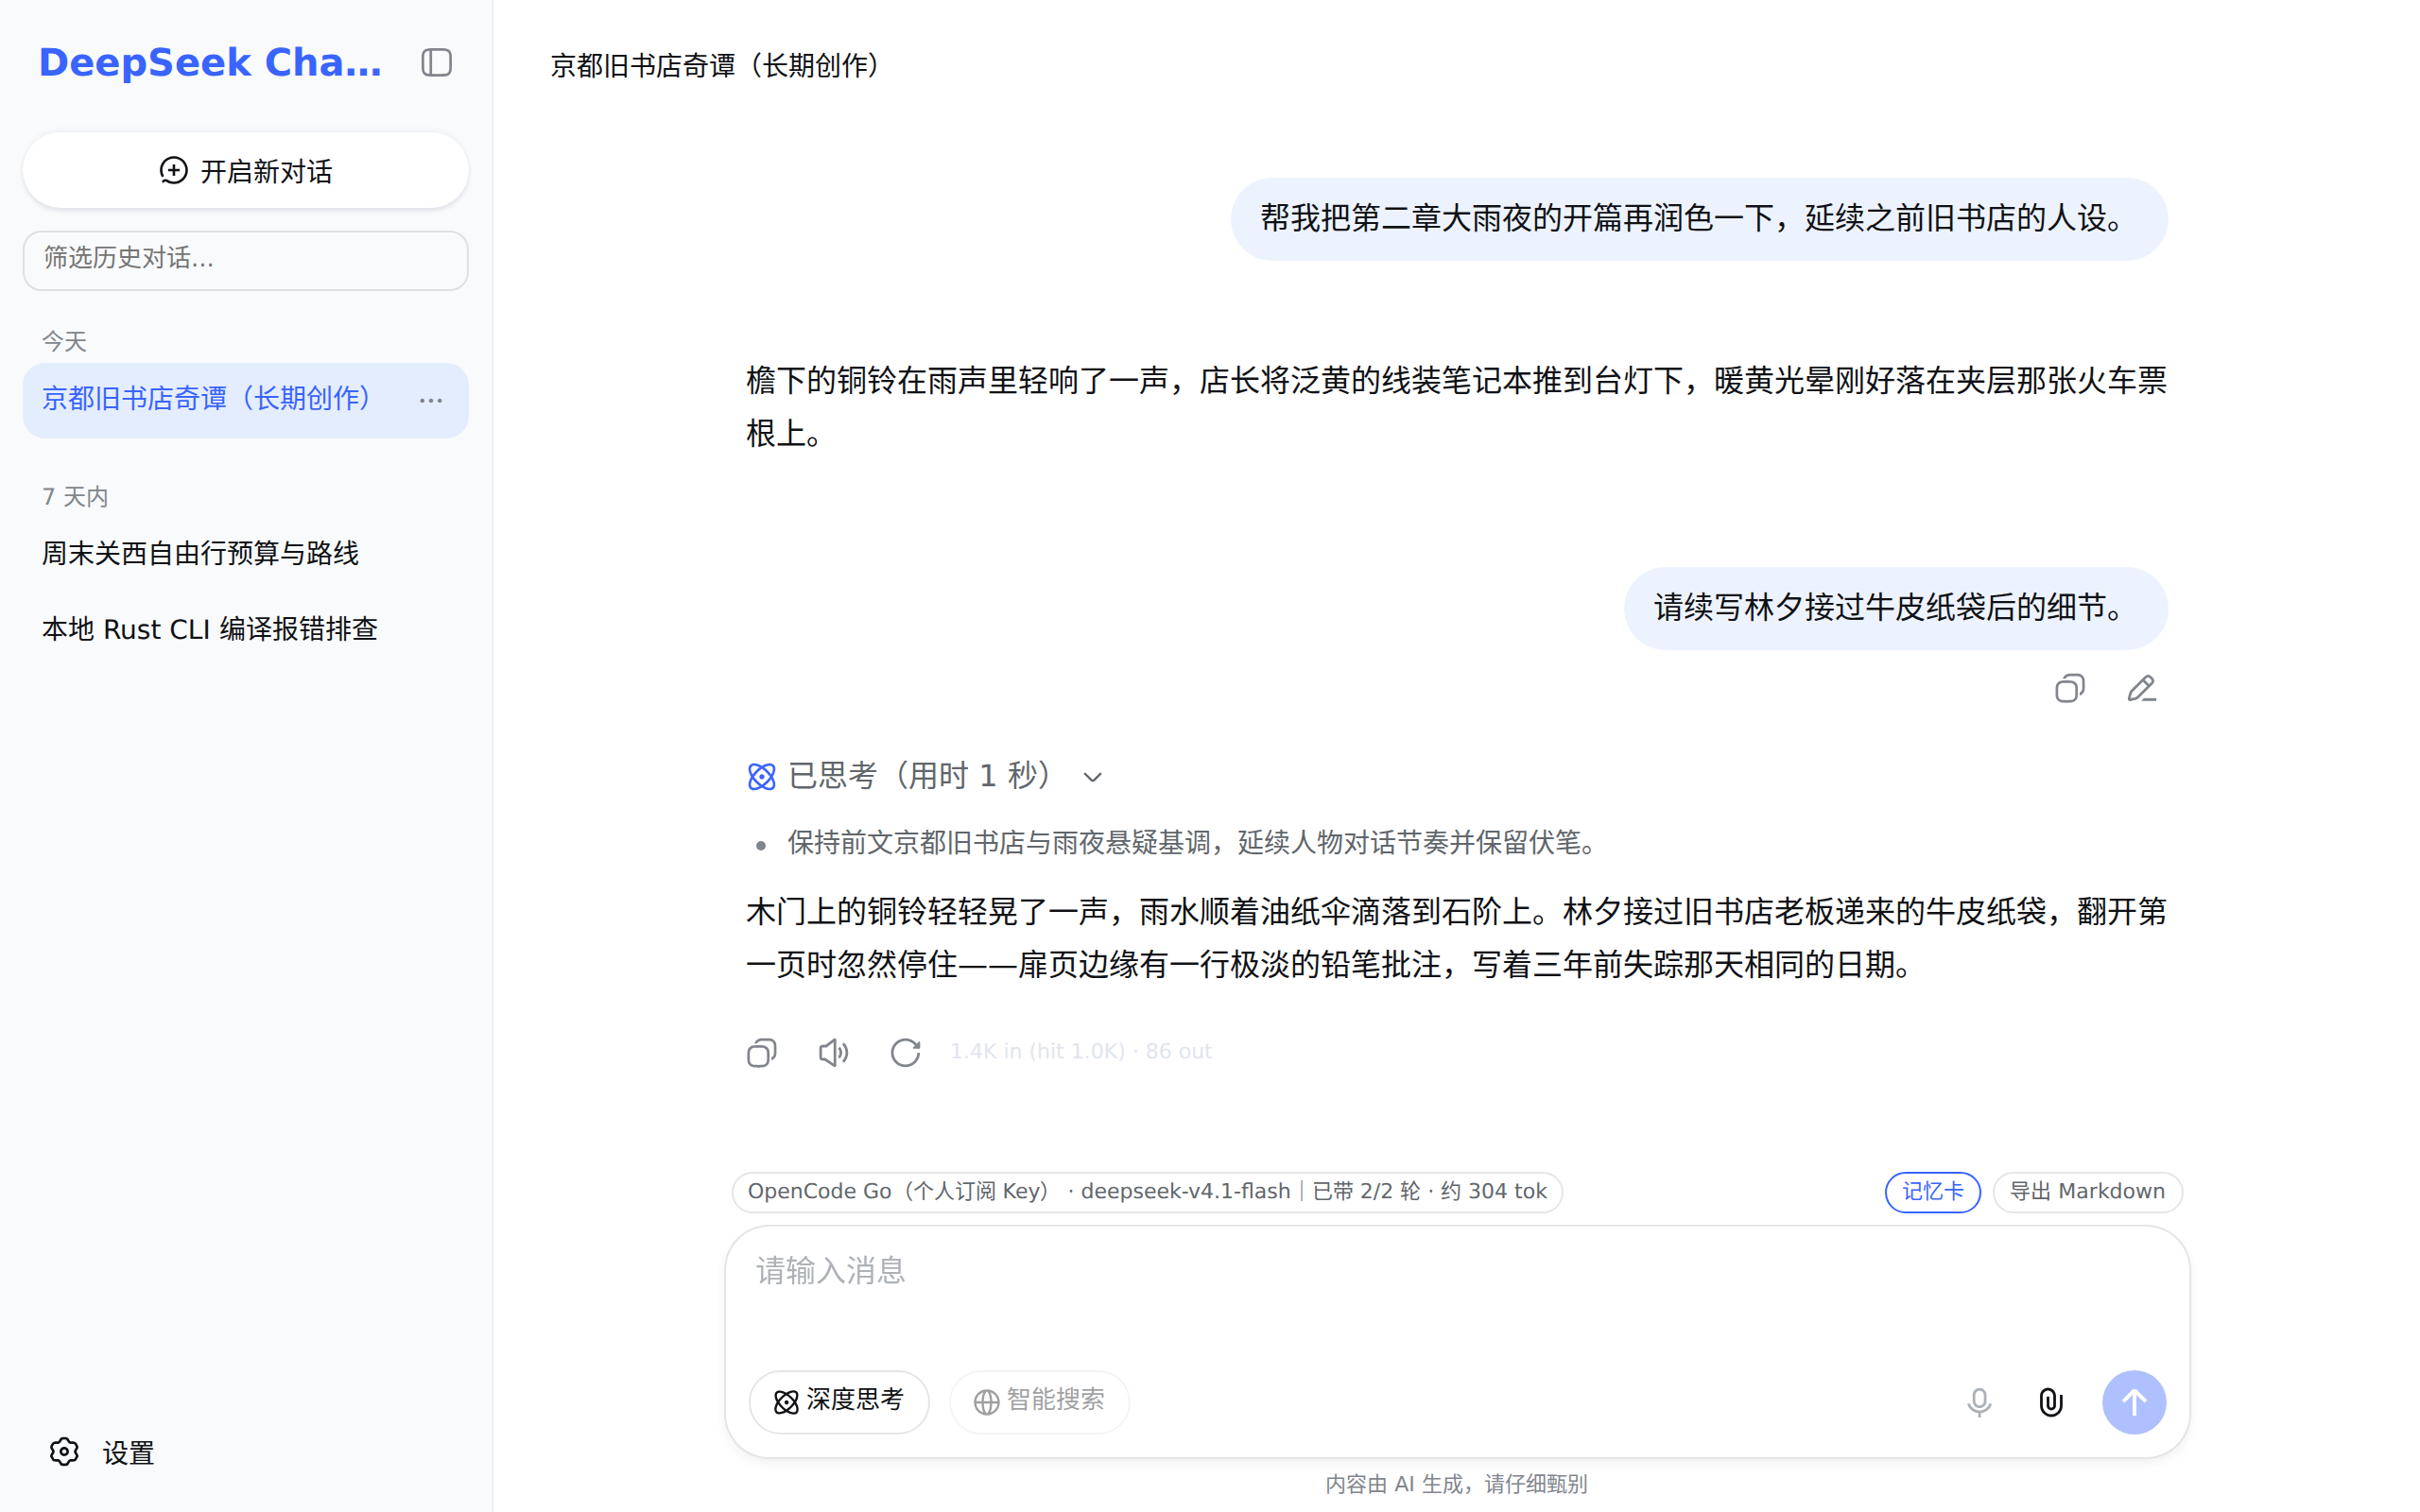 DeepSeek Cha...
开启新对话
筛选历史对话...
今天
京都旧书店奇谭（长期创作）
7 天内
周末关西自由行预算与路线
本地 Rust CLI 编译报错排查
设置
京都旧书店奇谭（长期创作）
帮我把第二章大雨夜的开篇再润色一下，延续之前旧书店的人设。
檐下的铜铃在雨声里轻响了一声，店长将泛黄的线装笔记本推到台灯下，暖黄光晕刚好落在夹层那张火车票
根上。
请续写林夕接过牛皮纸袋后的细节。
已思考（用时 1 秒）
保持前文京都旧书店与雨夜悬疑基调，延续人物对话节奏并保留伏笔。
木门上的铜铃轻轻晃了一声，雨水顺着油纸伞滴落到石阶上。林夕接过旧书店老板递来的牛皮纸袋，翻开第
一页时忽然停住——扉页边缘有一行极淡的铅笔批注，写着三年前失踪那天相同的日期。
1.4K in (hit 1.0K) · 86 out
OpenCode Go（个人订阅 Key） · deepseek-v4.1-flash｜已带 2/2 轮 · 约 304 tok
记忆卡
导出 Markdown
请输入消息
深度思考
智能搜索
内容由 AI 生成，请仔细甄别